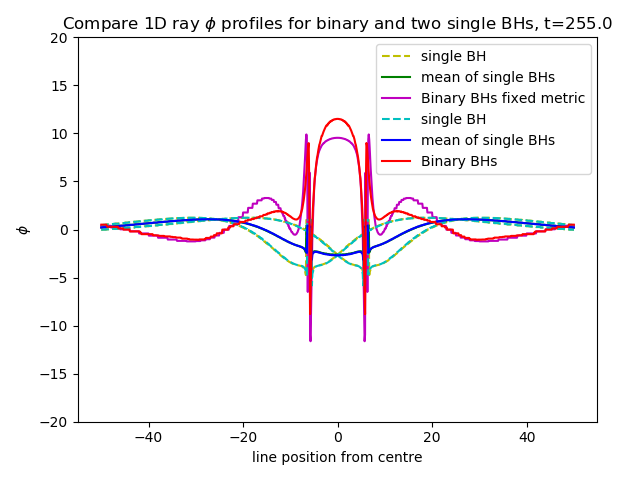 Compare 1D ray ϕ profiles for binary and two single BHs, t=255.0
single BH
mean of single BHs
Binary BHs fixed metric
single BH
mean of single BHs
Binary BHs
20
15
10
5
0
−5
−10
−15
−20
ϕ
−40 −20 0 20 40
line position from centre